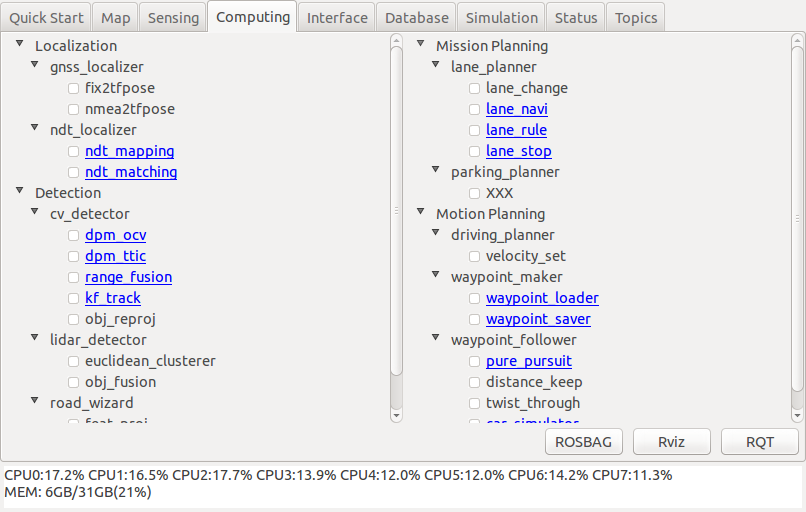 Quick Start Map Sensing Computing Interface Database Simulation Status Topics
Localization
gnss_localizer
fix2tfpose
nmea2tfpose
ndt_localizer
ndt_mapping
ndt_matching
Detection
cv_detector
dpm_ocv
dpm_ttic
range_fusion
kf_track
obj_reproj
lidar_detector
euclidean_clusterer
obj_fusion
road_wizard
Mission Planning
lane_planner
lane_change
lane_navi
lane_rule
lane_stop
parking_planner
XXX
Motion Planning
driving_planner
velocity_set
waypoint_maker
waypoint_loader
waypoint_saver
waypoint_follower
pure_pursuit
distance_keep
twist_through
ROSBAG Rviz RQT
CPU0:17.2% CPU1:16.5% CPU2:17.7% CPU3:13.9% CPU4:12.0% CPU5:12.0% CPU6:14.2% CPU7:11.3%
MEM: 6GB/31GB(21%)